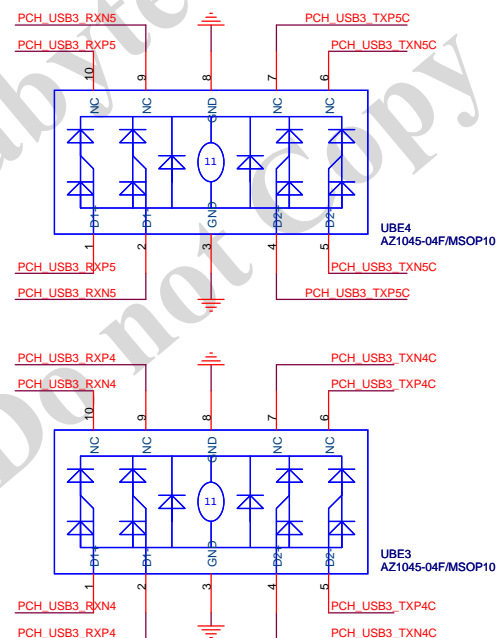 PCH_USB3_RXN5 PCH_USB3_TXP5C
PCH_USB3_RXP5 PCH_USB3_TXN5C
10 9 8 7 6
NC NC GND NC NC
11
D1+ D1- GND D2+ D2-
UBE4
AZ1045-04F/MSOP10
1 2 3 4 5
PCH_USB3_RXP5 PCH_USB3_TXN5C
PCH_USB3_RXN5 PCH_USB3_TXP5C
PCH_USB3_RXP4 PCH_USB3_TXN4C
PCH_USB3_RXN4 PCH_USB3_TXP4C
10 9 8 7 6
NC NC GND NC NC
11
D1+ D1- GND D2+ D2-
UBE3
AZ1045-04F/MSOP10
1 2 3 4 5
PCH_USB3_RXN4 PCH_USB3_TXP4C
PCH_USB3_RXP4 PCH_USB3_TXN4C
Do not Copy